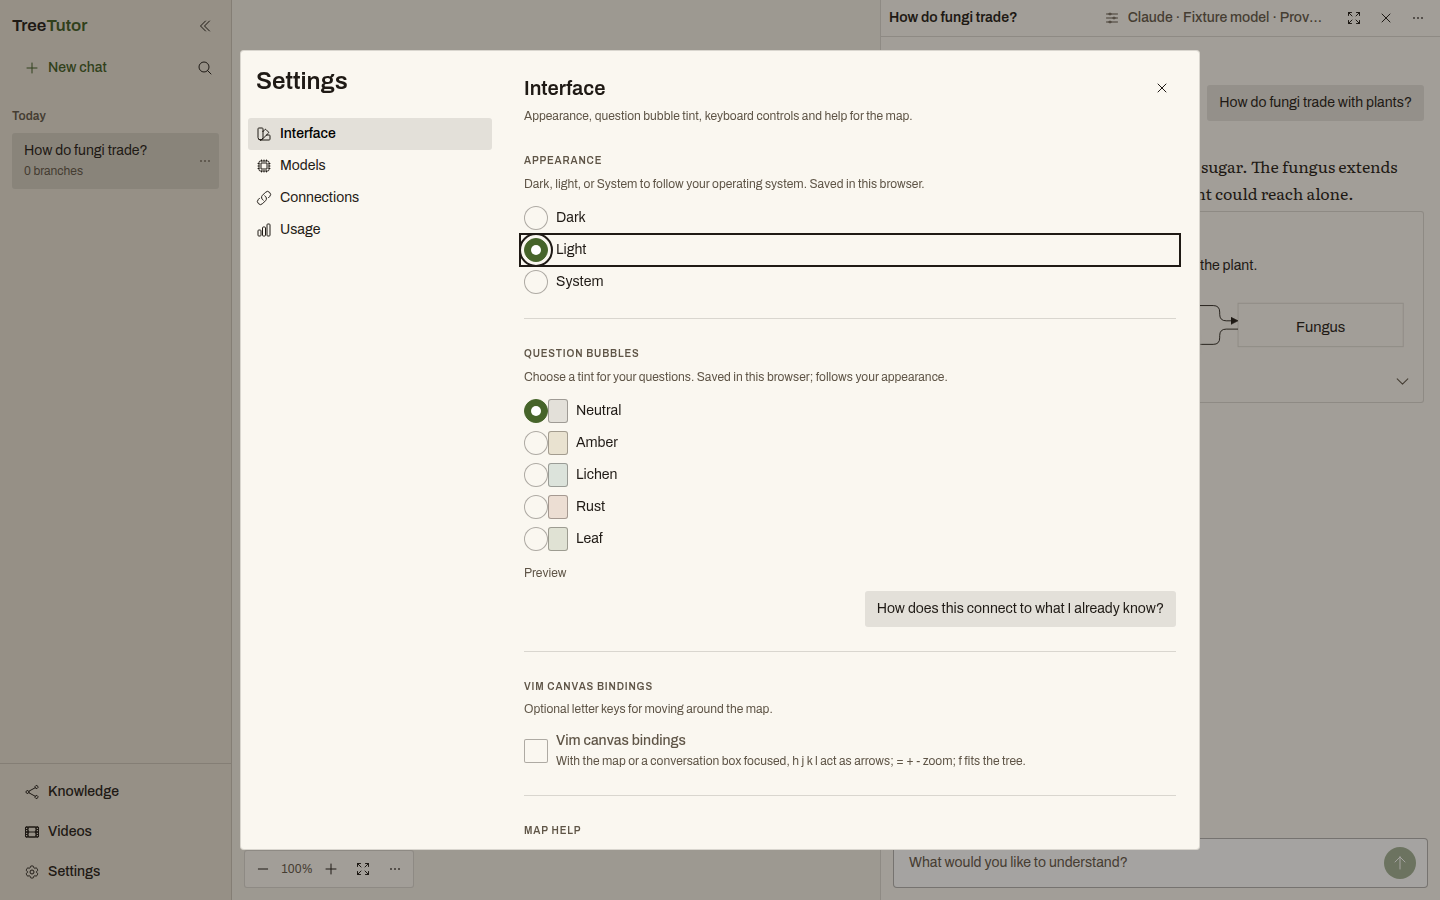 TreeTutor
New chat
Today
How do fungi trade?
0 branches
Knowledge
Videos
Settings
Settings
Interface
Models
Connections
Usage
Interface
Appearance, question bubble tint, keyboard controls and help for the map.
APPEARANCE
Dark, light, or System to follow your operating system. Saved in this browser.
Dark
Light
System
QUESTION BUBBLES
Choose a tint for your questions. Saved in this browser; follows your appearance.
Neutral
Amber
Lichen
Rust
Leaf
Preview
How does this connect to what I already know?
VIM CANVAS BINDINGS
Optional letter keys for moving around the map.
Vim canvas bindings
With the map or a conversation box focused, h j k l act as arrows; = + - zoom; f fits the tree.
MAP HELP
100%
How do fungi trade?
Claude · Fixture model · Prov...
How do fungi trade with plants?
sugar. The fungus extends
nt could reach alone.
the plant.
Fungus
What would you like to understand?